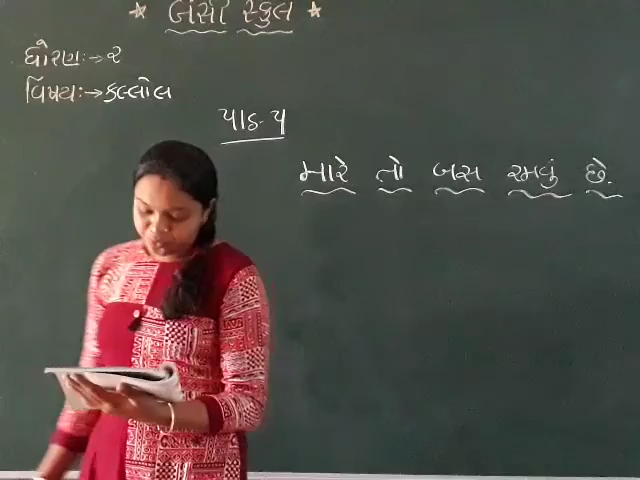 ☆ બંસી સ્કુલ ☆
ધોરણ:→૨
વિષય:→કલ્લોલ
પાઠ-૫
મારે તો બસ રમવું છે.